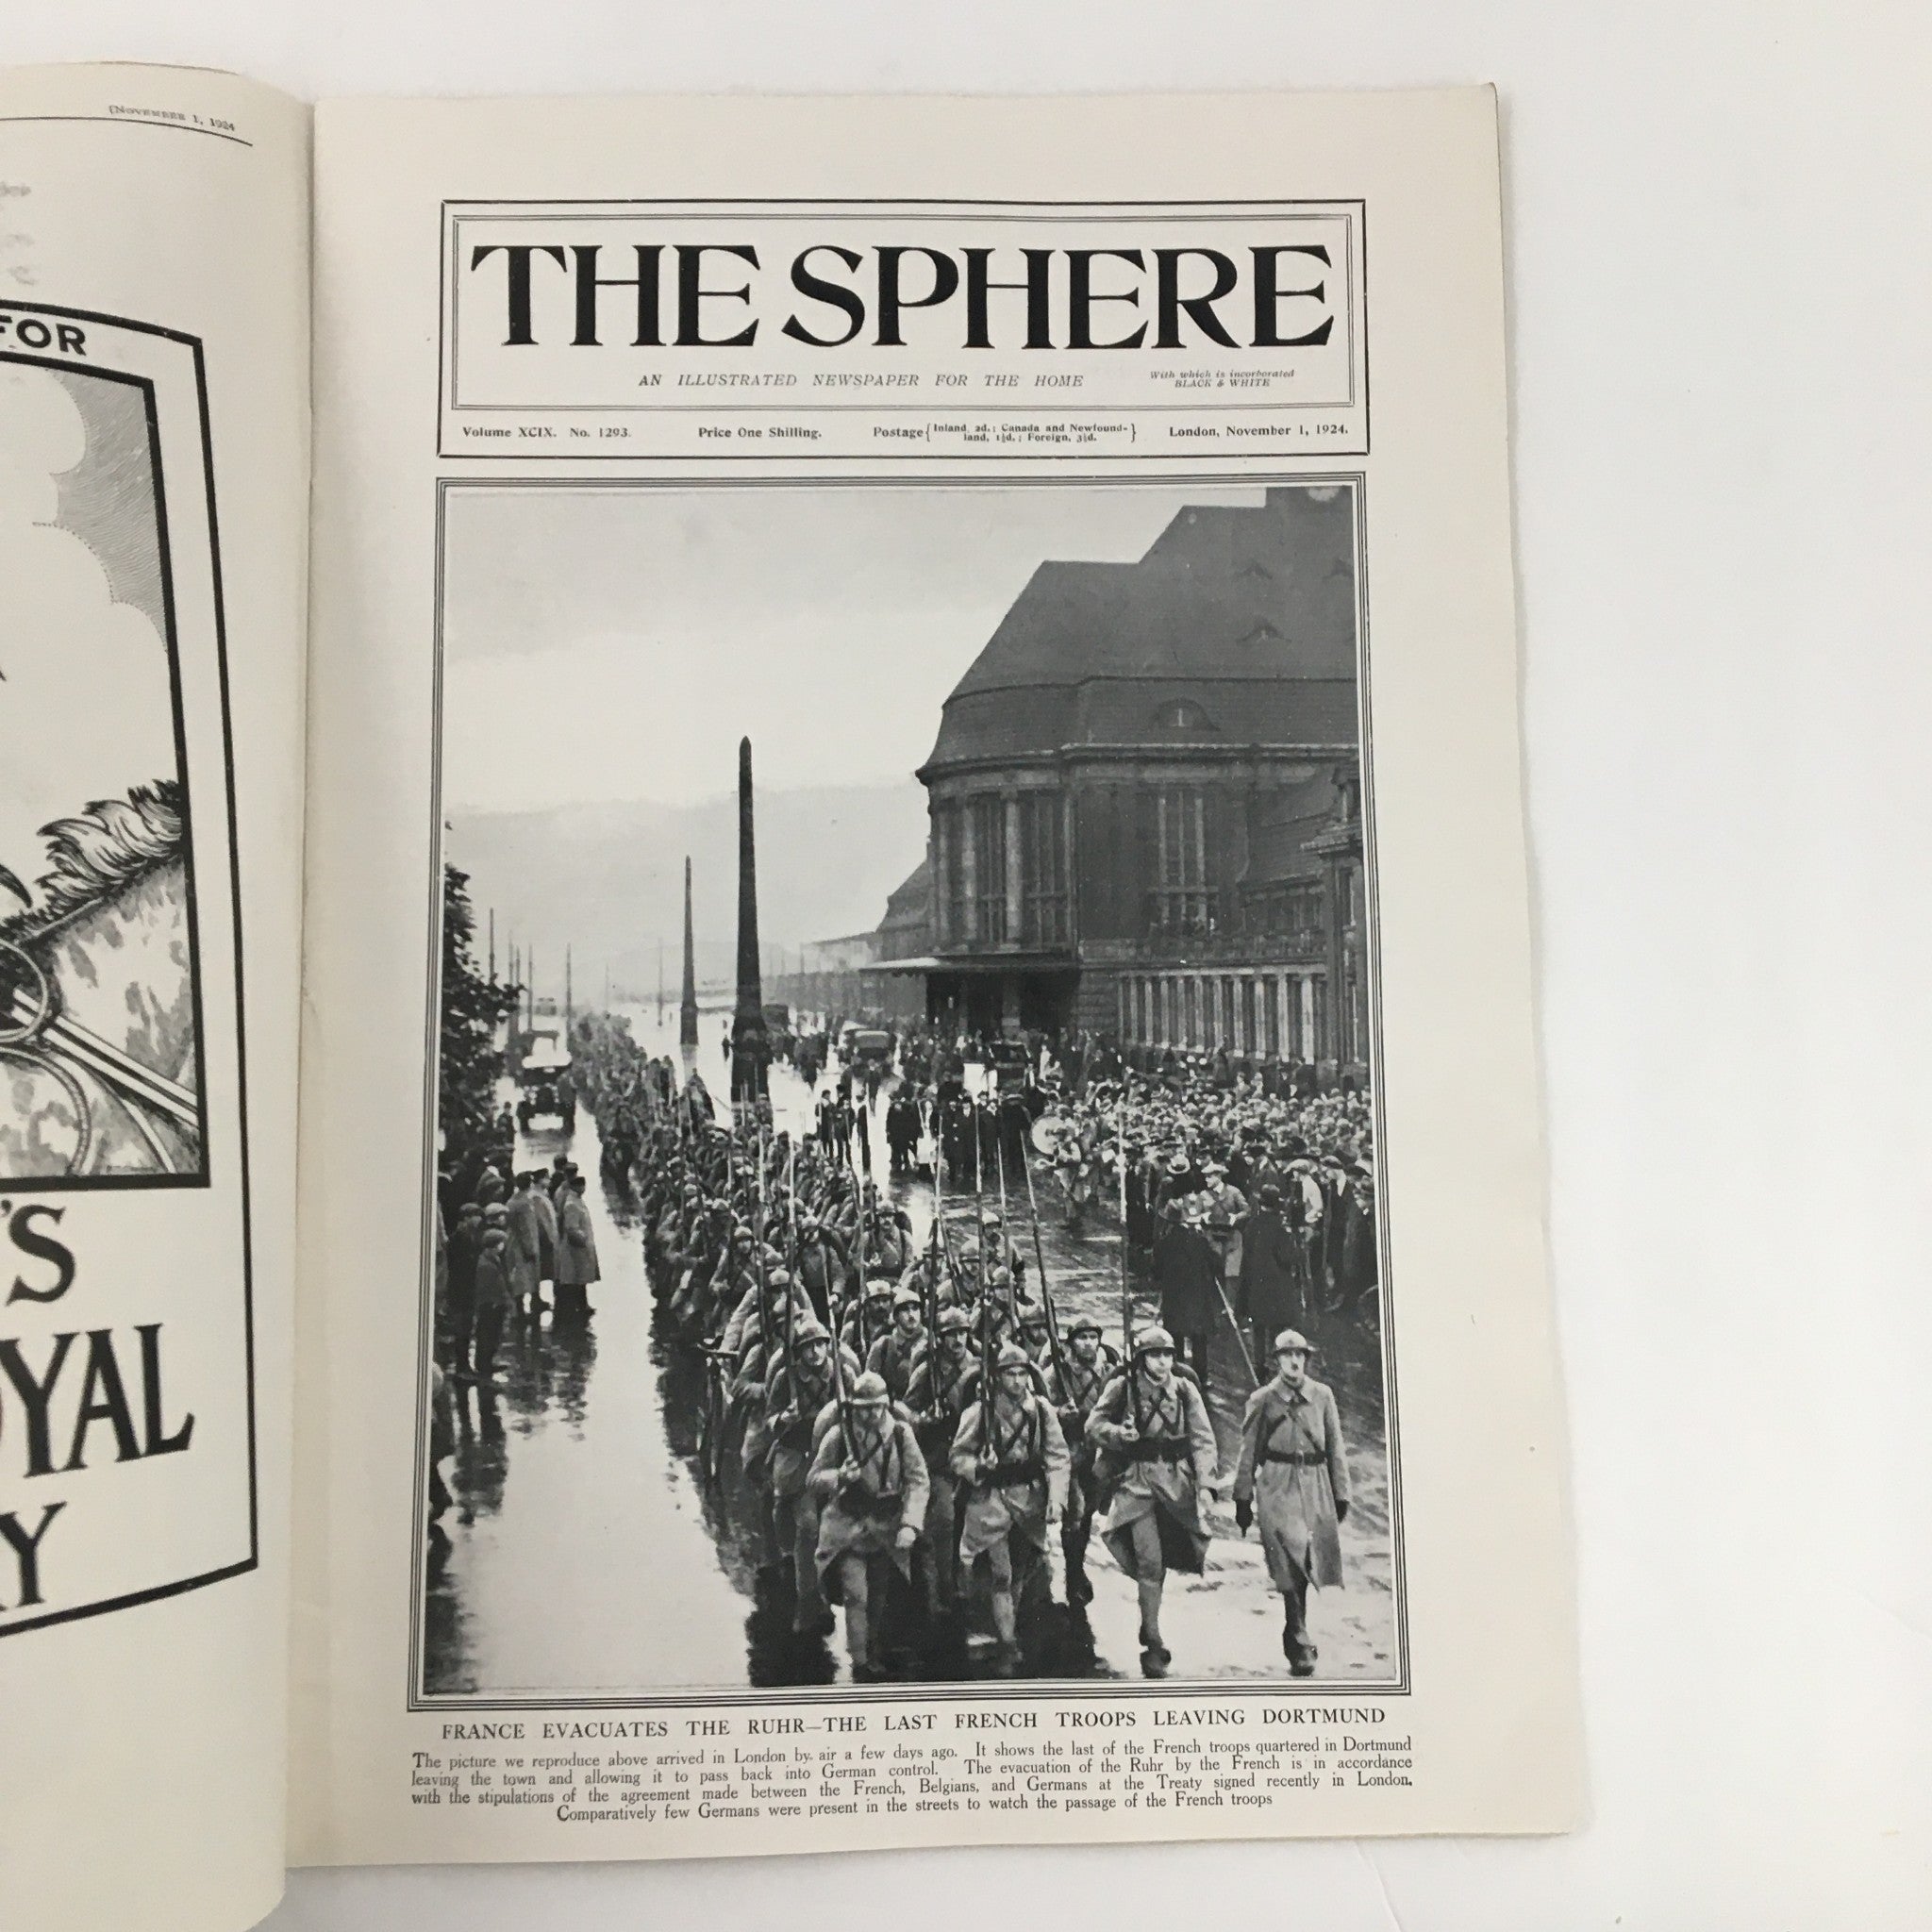 (NOVEMBER 1, 1924
FOR
'S
OYAL
RY
THE SPHERE
AN ILLUSTRATED NEWSPAPER FOR THE HOME
With which is incorporated
BLACK & WHITE
Volume XCIX. No. 1293.
Price One Shilling.
Postage { Inland, 2d.; Canada and Newfound-
land, 1½d.; Foreign, 3½d. }
London, November 1, 1924.
FRANCE EVACUATES THE RUHR—THE LAST FRENCH TROOPS LEAVING DORTMUND
The picture we reproduce above arrived in London by air a few days ago. It shows the last of the French troops quartered in Dortmund
leaving the town and allowing it to pass back into German control. The evacuation of the Ruhr by the French is in accordance
with the stipulations of the agreement made between the French, Belgians, and Germans at the Treaty signed recently in London.
Comparatively few Germans were present in the streets to watch the passage of the French troops